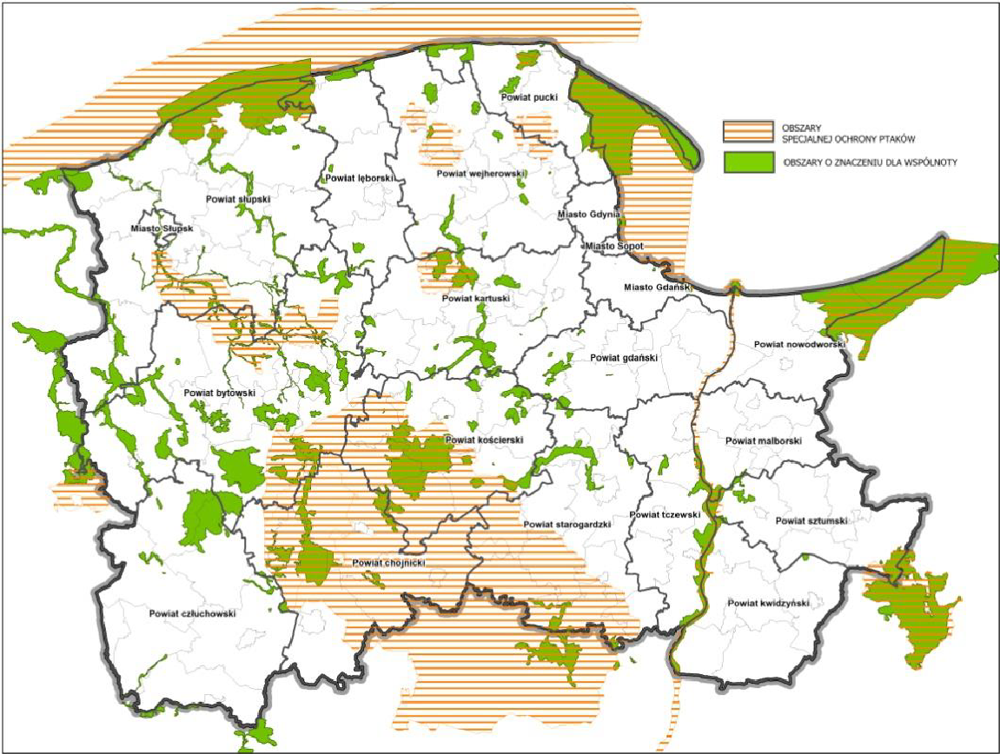 Powiat pucki
OBSZARY
SPECJALNEJ OCHRONY PTAKÓW
OBSZARY O ZNACZENIU DLA WSPÓLNOTY
Powiat lęborski
Powiat wejherowski
Powiat słupski
Miasto Gdynia
Miasto Słupsk
Miasto Sopot
Miasto Gdańsk
Powiat kartuski
Powiat nowodworski
Powiat gdański
Powiat bytowski
Powiat kościerski
Powiat malborski
Powiat tczewski
Powiat sztumski
Powiat starogardzki
Powiat chojnicki
Powiat kwidzyński
Powiat człuchowski